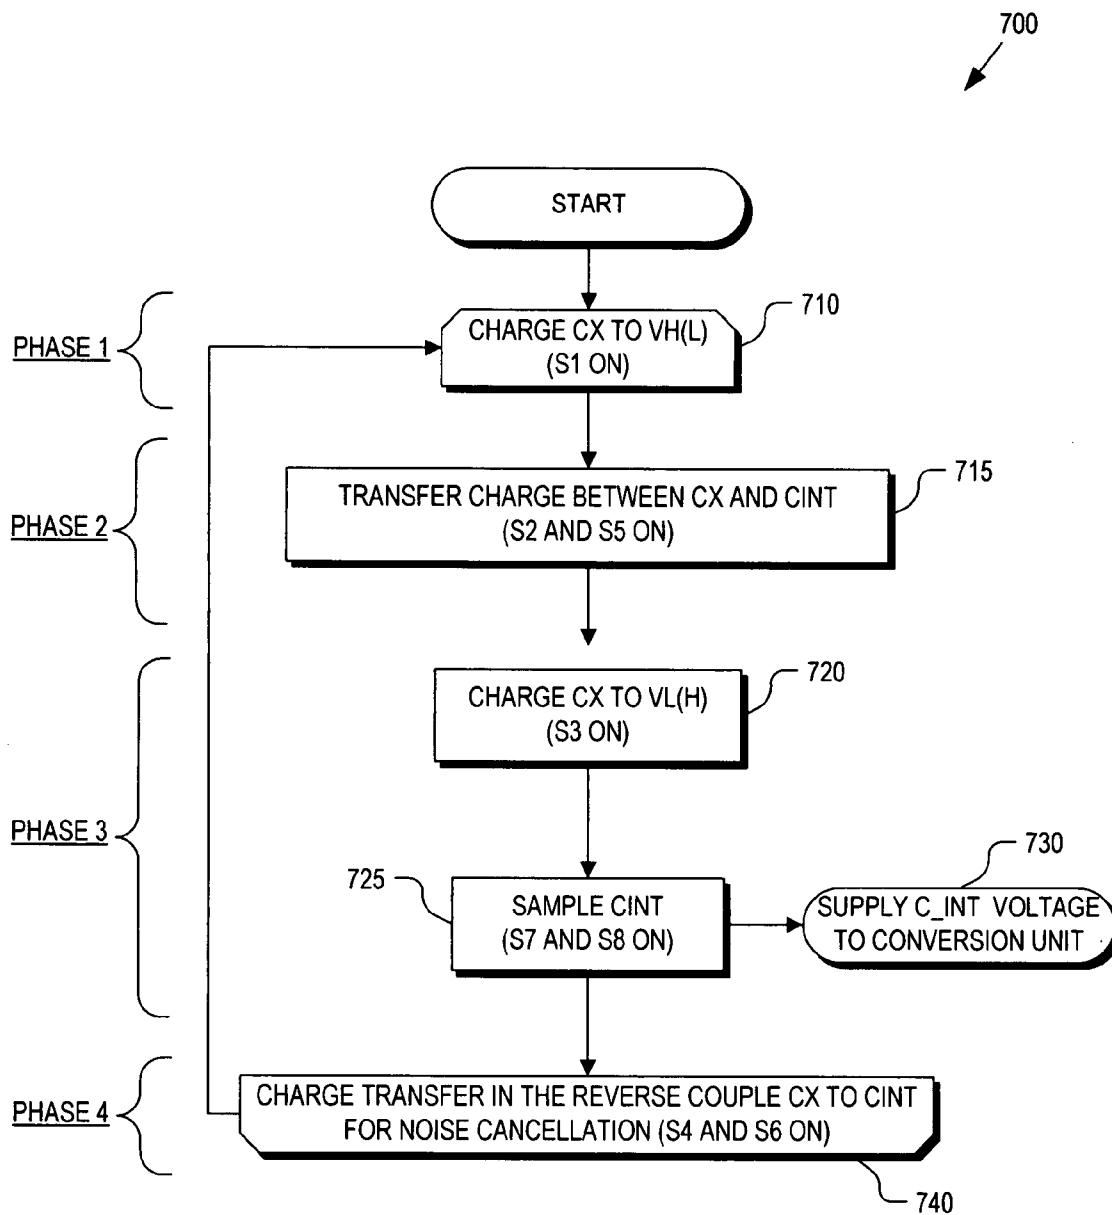 700
START
PHASE 1
CHARGE CX TO VH(L)
(S1 ON)
710
PHASE 2
TRANSFER CHARGE BETWEEN CX AND CINT
(S2 AND S5 ON)
715
PHASE 3
CHARGE CX TO VL(H)
(S3 ON)
720
725
SAMPLE CINT
(S7 AND S8 ON)
730
SUPPLY C_INT VOLTAGE
TO CONVERSION UNIT
PHASE 4
CHARGE TRANSFER IN THE REVERSE COUPLE CX TO CINT
FOR NOISE CANCELLATION (S4 AND S6 ON)
740